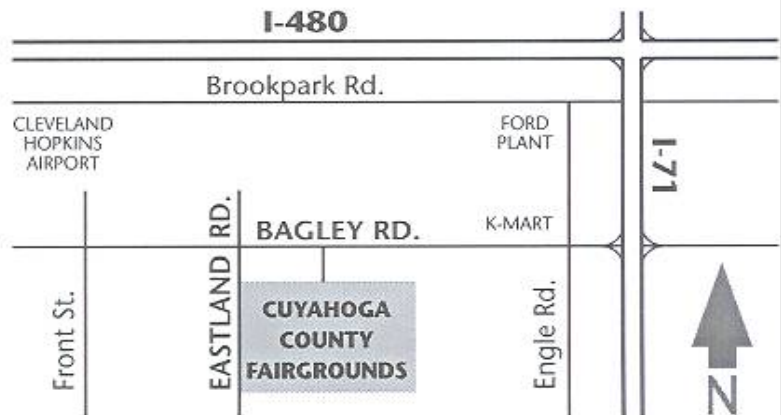 I-480
Brookpark Rd.
CLEVELAND
HOPKINS
AIRPORT
FORD
PLANT
I-71
EASTLAND RD.
BAGLEY RD.
K-MART
Front St.
CUYAHOGA
COUNTY
FAIRGROUNDS
Engle Rd.
N